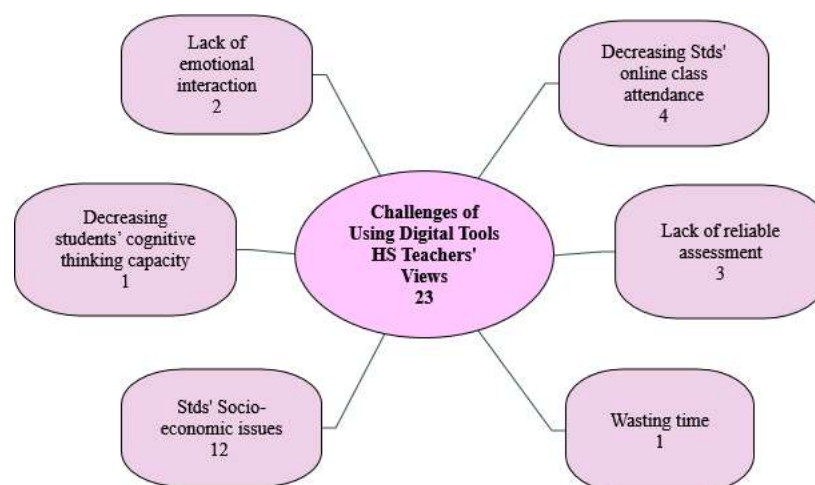 Lack of
emotional
interaction
2
Decreasing Stds'
online class
attendance
4
Decreasing
students’ cognitive
thinking capacity
1
Challenges of
Using Digital Tools
HS Teachers'
Views
23
Lack of reliable
assessment
3
Stds' Socio-
economic issues
12
Wasting time
1